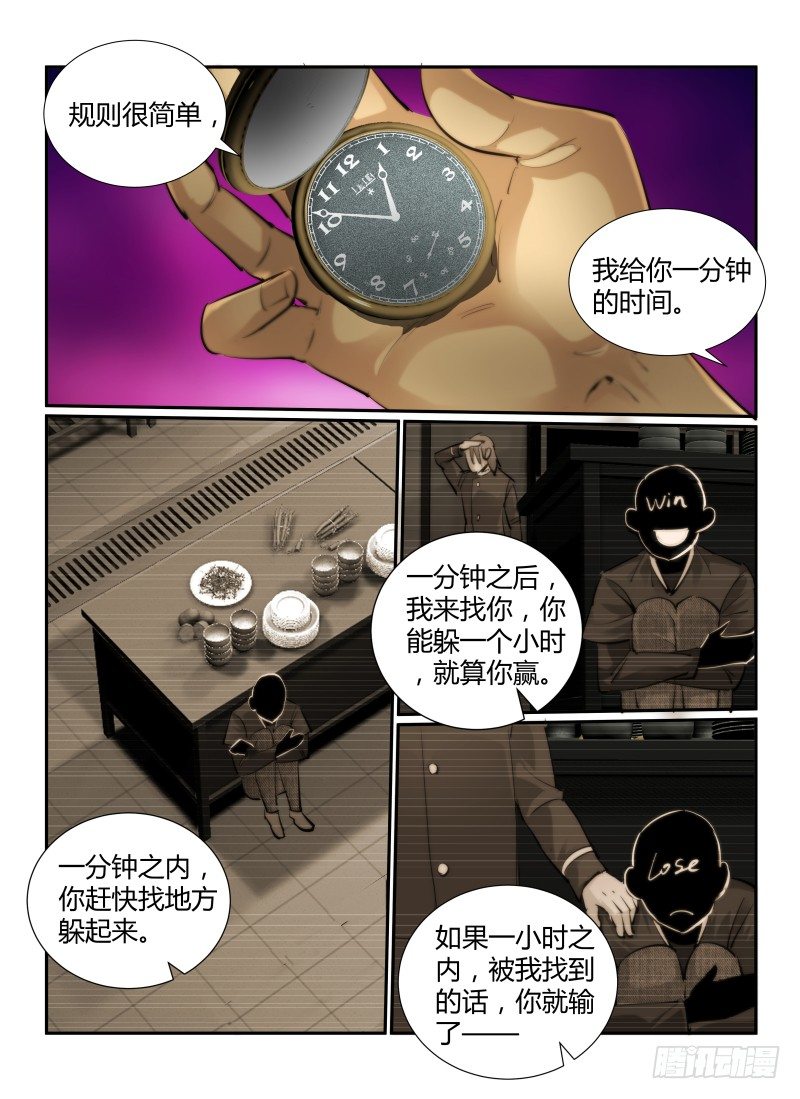 规则很简单，
我给你一分钟
的时间。
一分钟之内，
你赶快找地方
躲起来。
Win
一分钟之后，
我来找你，你
能躲一个小时
，就算你赢。
Lose
如果一小时之
内，被我找到
的话，你就输
了——
腾讯动漫